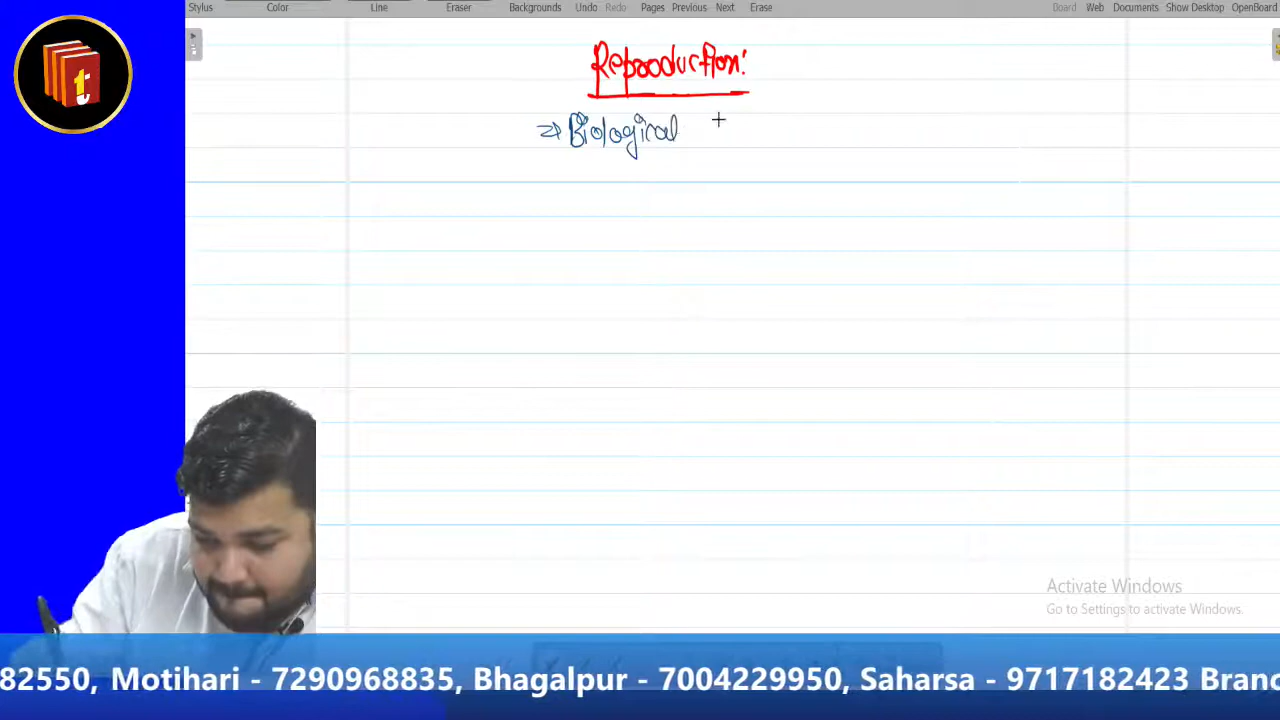 Stylus Color Line Eraser Backgrounds Undo Redo Pages Previous Next Erase Board Web Documents Show Desktop OpenBoard
t
Reproduction:
⇒ Biological
Activate Windows
Go to Settings to activate Windows.
82550, Motihari - 7290968835, Bhagalpur - 7004229950, Saharsa - 9717182423 Branc